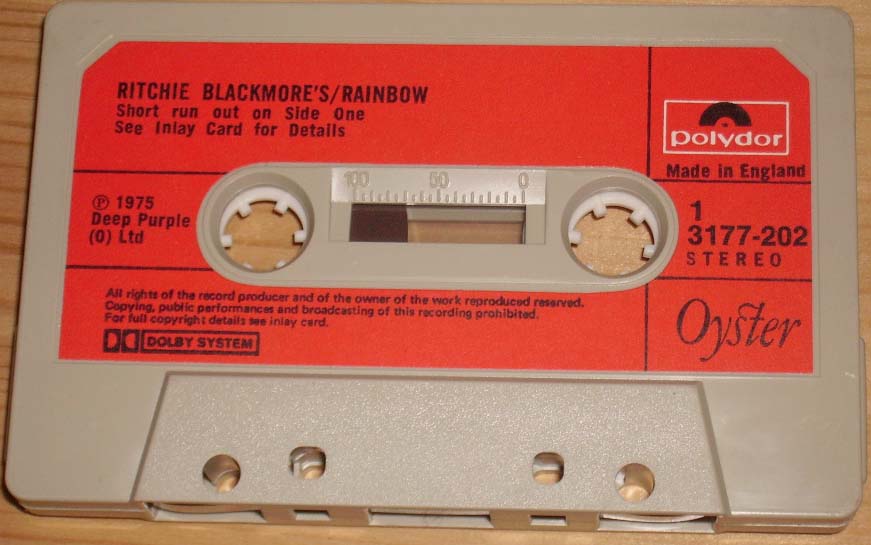 RITCHIE BLACKMORE'S/RAINBOW
Short run out on Side One
See Inlay Card for Details
polydor
Made in England
℗ 1975
Deep Purple
(O) Ltd
100 50 0
1
3177-202
STEREO
All rights of the record producer and of the owner of the work reproduced reserved.
Copying, public performances and broadcasting of this recording prohibited.
For full copyright details see inlay card.
DOLBY SYSTEM
Oyster